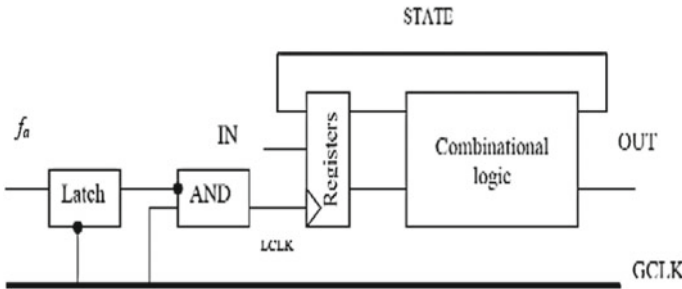 STATE
fa
IN
Registers
Combinational
logic
OUT
Latch
AND
LCLK
GCLK